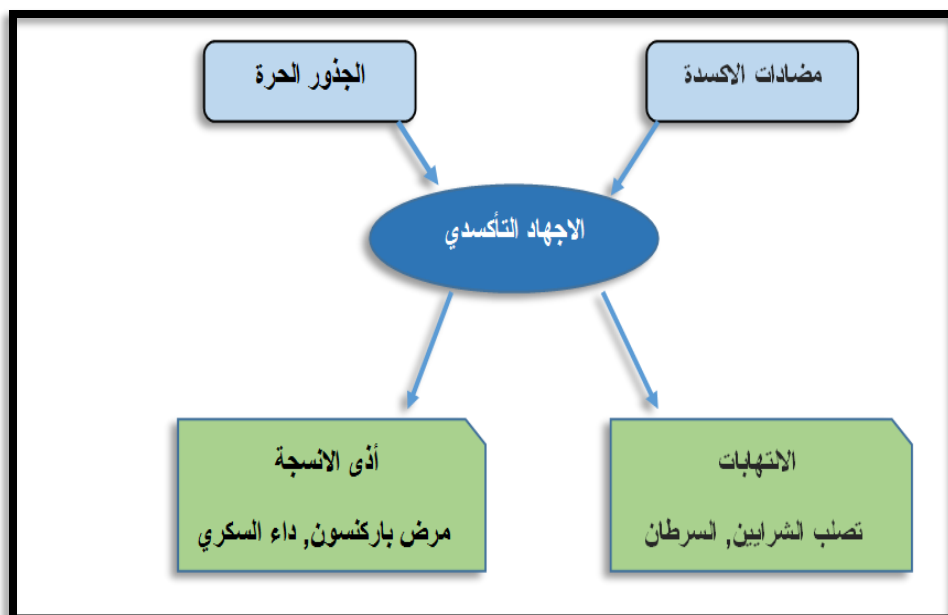 مضادات الاكسدة
الجذور الحرة
الاجهاد التأكسدي
الالتهابات
تصلب الشرايين, السرطان
أذى الانسجة
مرض باركنسون, داء السكري